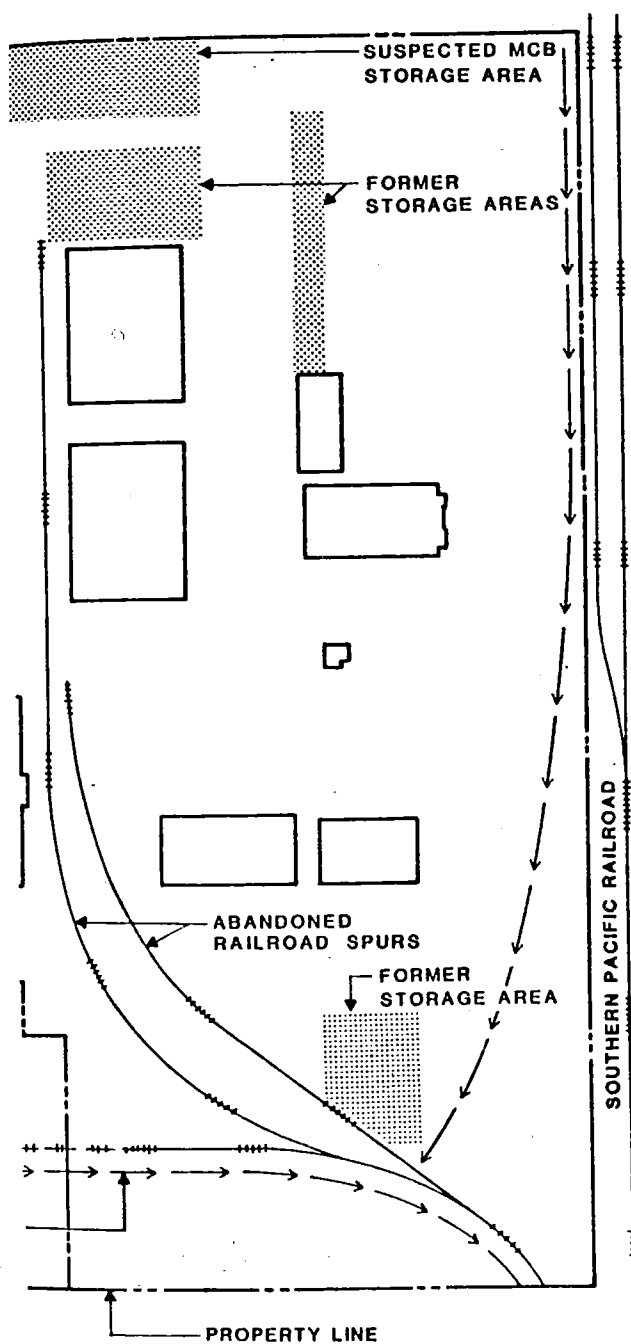 SUSPECTED MCB
STORAGE AREA
FORMER
STORAGE AREAS
ABANDONED
RAILROAD SPURS
FORMER
STORAGE AREA
SOUTHERN PACIFIC RAILROAD
PROPERTY LINE